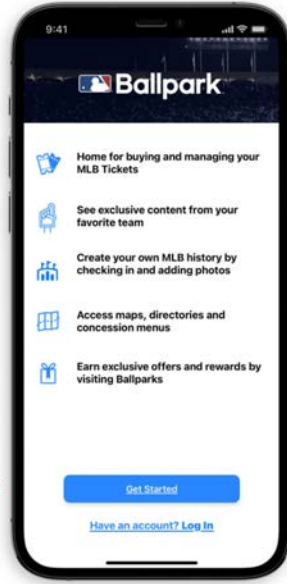 9:41
Ballpark
Home for buying and managing your
MLB Tickets
See exclusive content from your
favorite team
Create your own MLB history by
checking in and adding photos
Access maps, directories and
concession menus
Earn exclusive offers and rewards by
visiting Ballparks
Get Started
Have an account? Log In